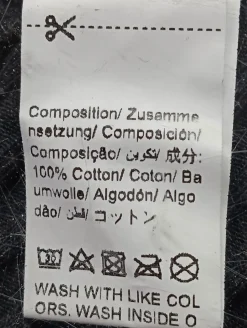 Composition/ Zusamme
nsetzung/ Composición/
Composição/ تكوين/ 成分:
100% Cotton/ Coton/ Ba
umwolle/ Algodón/ Algo
dão/ قطن/ コットン
30
WASH WITH LIKE COL
ORS. WASH INSIDE O